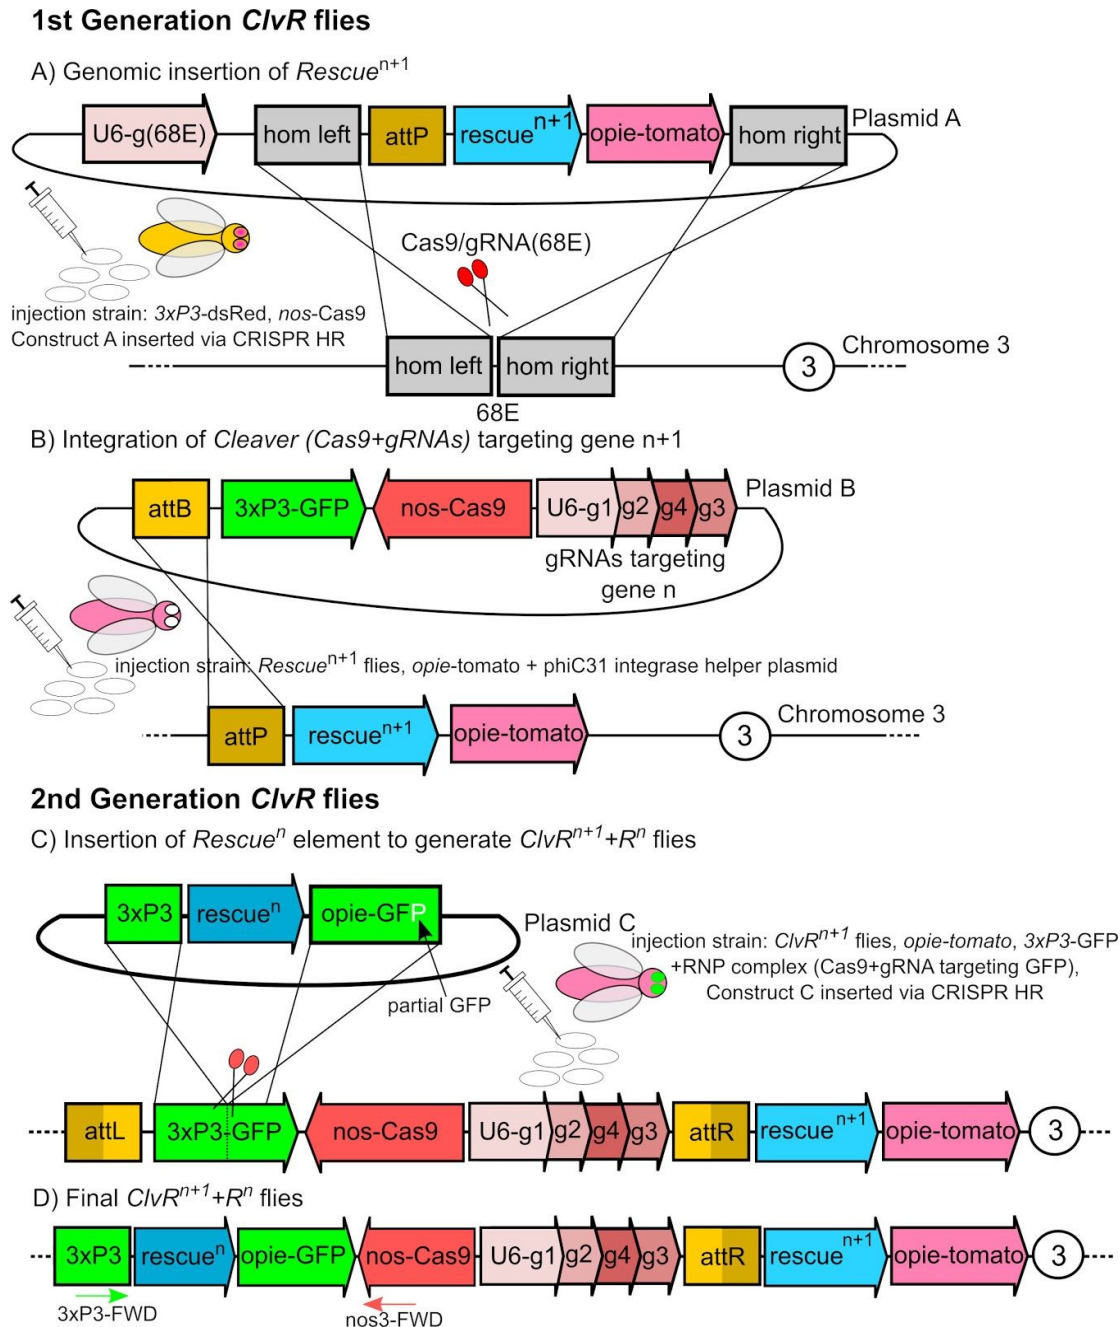 1st Generation ClvR flies
A) Genomic insertion of Rescueⁿ⁺¹
U6-g(68E) hom left attP rescueⁿ⁺¹ opie-tomato hom right Plasmid A
Cas9/gRNA(68E)
injection strain: 3xP3-dsRed, nos-Cas9
Construct A inserted via CRISPR HR
hom left hom right 3 Chromosome 3
68E
B) Integration of Cleaver (Cas9+gRNAs) targeting gene n+1
attB 3xP3-GFP nos-Cas9 U6-g1 g2 g4 g3 Plasmid B
gRNAs targeting
gene n
injection strain: Rescueⁿ⁺¹ flies, opie-tomato + phiC31 integrase helper plasmid
attP rescueⁿ⁺¹ opie-tomato 3 Chromosome 3
2nd Generation ClvR flies
C) Insertion of Rescueⁿ element to generate ClvRⁿ⁺¹+Rⁿ flies
3xP3 rescueⁿ opie-GFP Plasmid C
injection strain: ClvRⁿ⁺¹ flies, opie-tomato, 3xP3-GFP
+RNP complex (Cas9+gRNA targeting GFP),
Construct C inserted via CRISPR HR
partial GFP
attL 3xP3-GFP nos-Cas9 U6-g1 g2 g4 g3 attR rescueⁿ⁺¹ opie-tomato 3
D) Final ClvRⁿ⁺¹+Rⁿ flies
3xP3 rescueⁿ opie-GFP nos-Cas9 U6-g1 g2 g4 g3 attR rescueⁿ⁺¹ opie-tomato 3
3xP3-FWD nos3-FWD